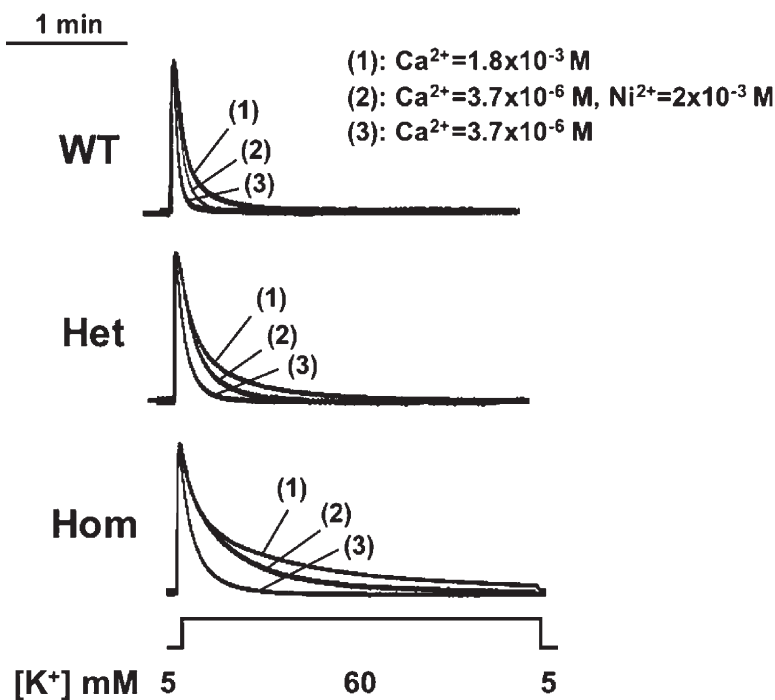 1 min
(1): Ca²⁺=1.8x10⁻³ M
(2): Ca²⁺=3.7x10⁻⁶ M, Ni²⁺=2x10⁻³ M
(3): Ca²⁺=3.7x10⁻⁶ M
WT
(1)
(2)
(3)
Het
(1)
(2)
(3)
Hom
(1)
(2)
(3)
[K⁺] mM 5 60 5